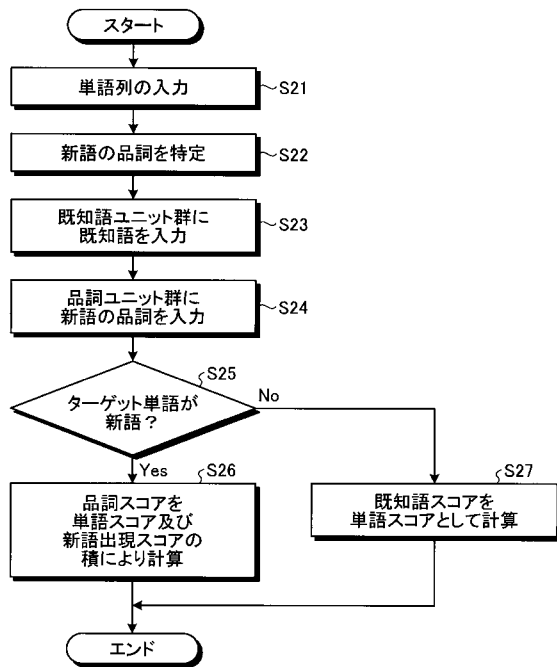 スタート
単語列の入力
S21
新語の品詞を特定
S22
既知語ユニット群に
既知語を入力
S23
品詞ユニット群に
新語の品詞を入力
S24
S25
ターゲット単語が
新語?
No
Yes
S26
品詞スコアを
単語スコア及び
新語出現スコアの
積により計算
S27
既知語スコアを
単語スコアとして計算
エンド